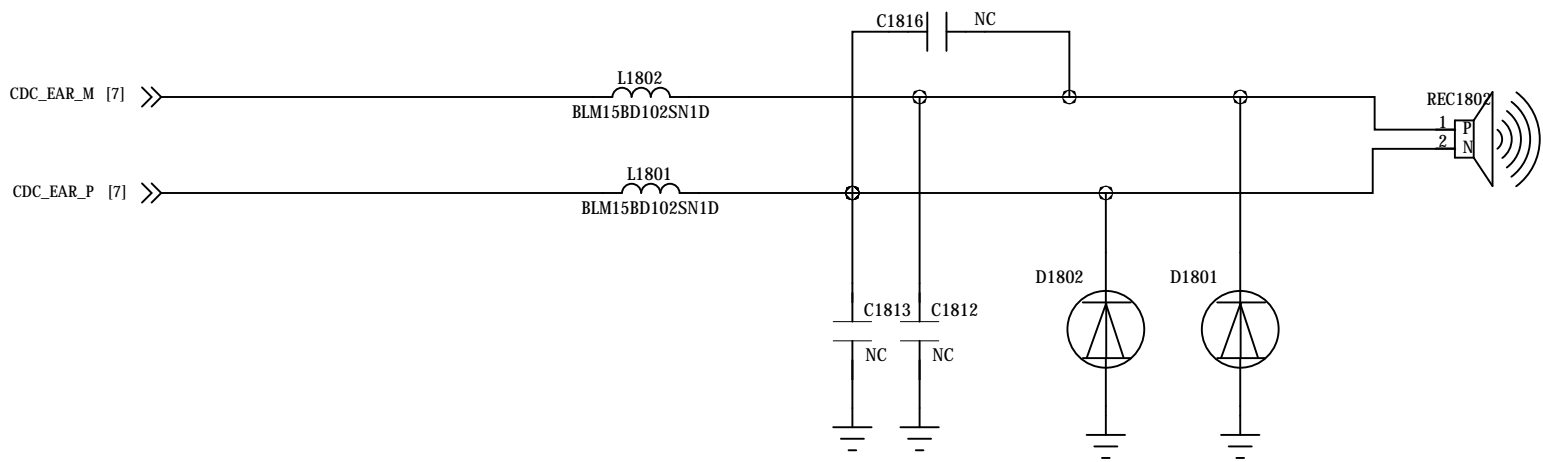 C1816 NC
L1802
CDC_EAR_M [7]
BLM15BD102SN1D
REC1802
1 P
2 N
L1801
CDC_EAR_P [7]
BLM15BD102SN1D
D1802 D1801
C1813 C1812
NC NC